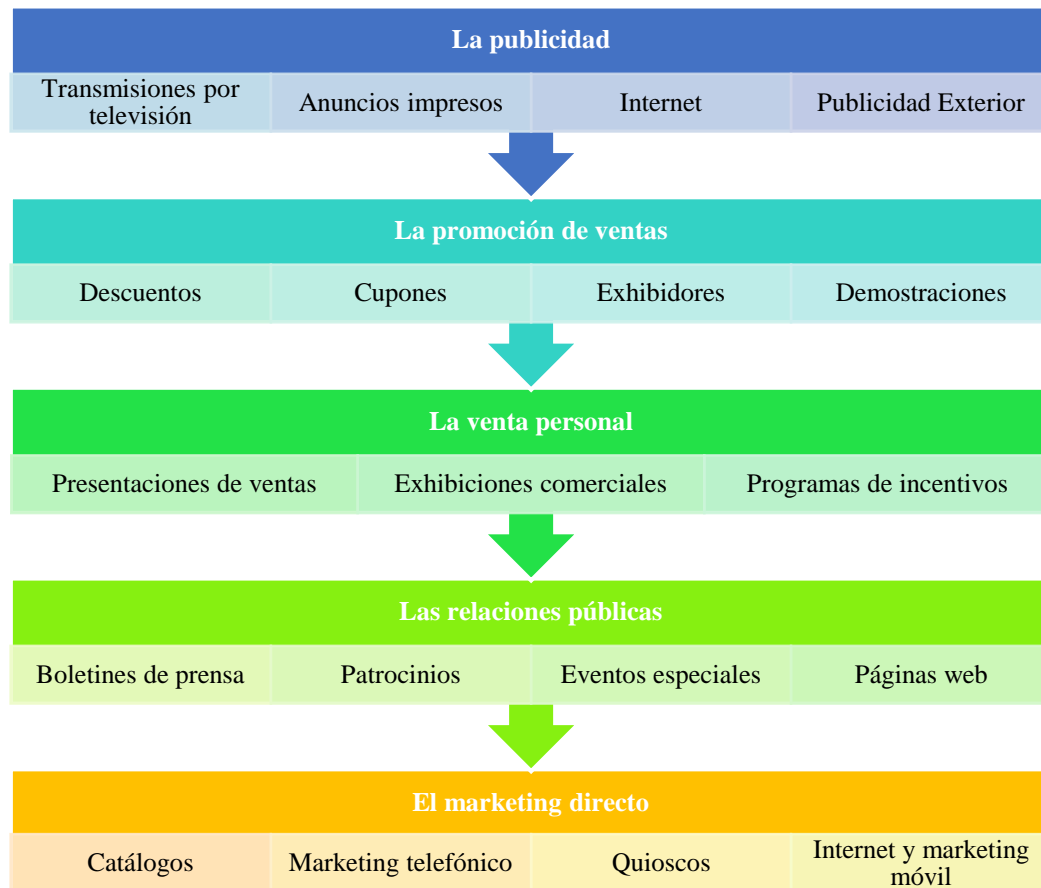 La publicidad
Transmisiones por
televisión
Anuncios impresos
Internet
Publicidad Exterior
La promoción de ventas
Descuentos
Cupones
Exhibidores
Demostraciones
La venta personal
Presentaciones de ventas
Exhibiciones comerciales
Programas de incentivos
Las relaciones públicas
Boletines de prensa
Patrocinios
Eventos especiales
Páginas web
El marketing directo
Catálogos
Marketing telefónico
Quioscos
Internet y marketing
móvil